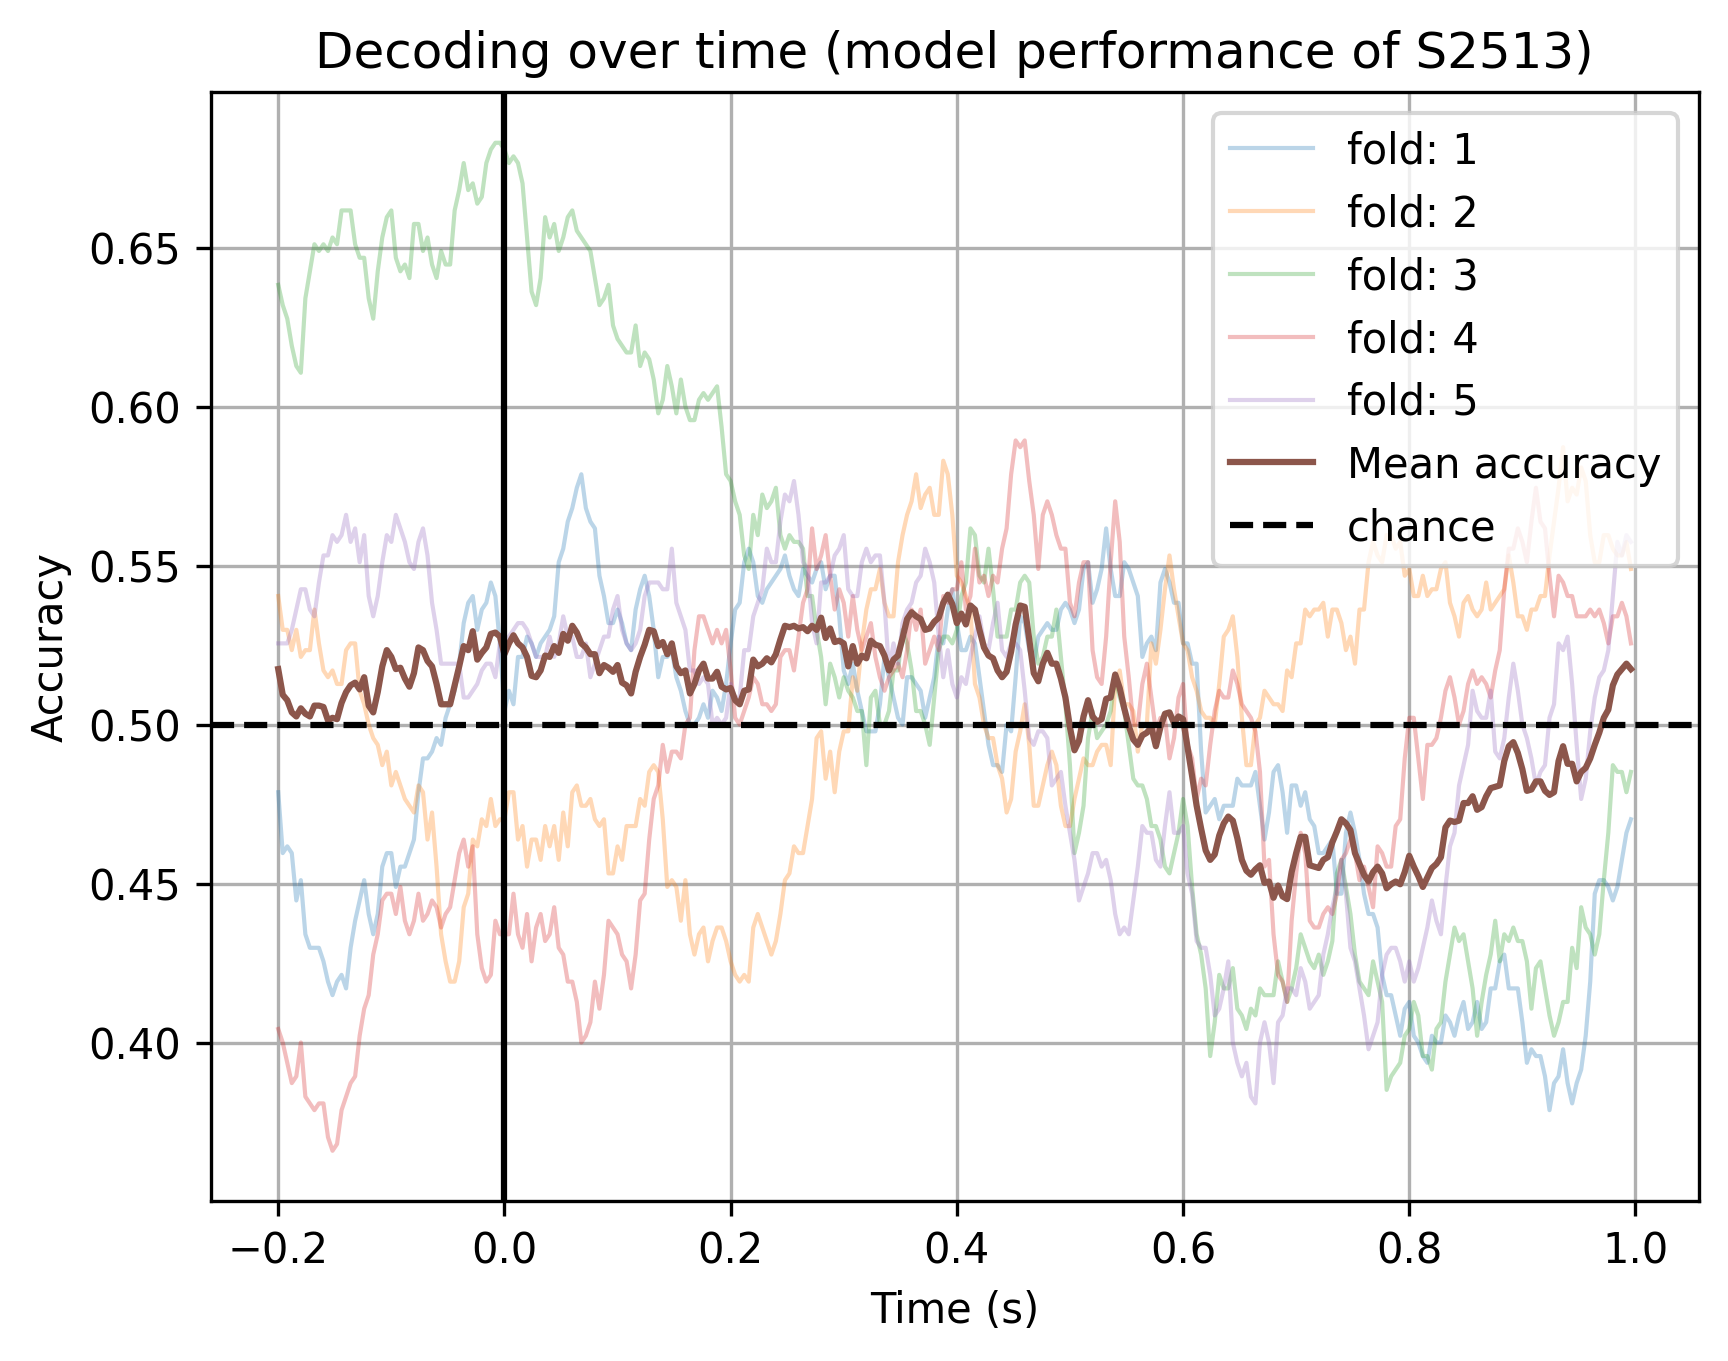 Decoding over time (model performance of S2513)
fold: 1
fold: 2
fold: 3
fold: 4
fold: 5
Mean accuracy
chance
Accuracy
0.65
0.60
0.55
0.50
0.45
0.40
−0.2 0.0 0.2 0.4 0.6 0.8 1.0
Time (s)